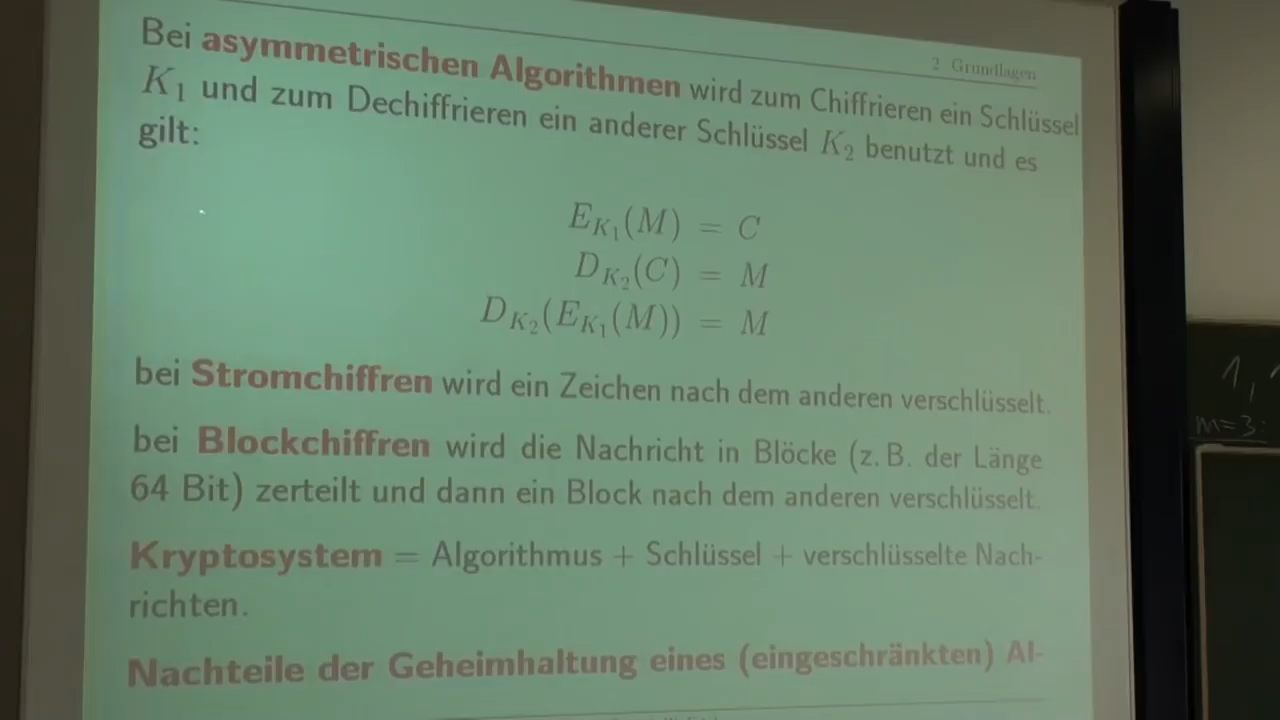 2 Grundlagen
Bei asymmetrischen Algorithmen wird zum Chiffrieren ein Schlüssel
K₁ und zum Dechiffrieren ein anderer Schlüssel K₂ benutzt und es
gilt:
E_{K₁}(M) = C
D_{K₂}(C) = M
D_{K₂}(E_{K₁}(M)) = M
bei Stromchiffren wird ein Zeichen nach dem anderen verschlüsselt.
bei Blockchiffren wird die Nachricht in Blöcke (z. B. der Länge
64 Bit) zerteilt und dann ein Block nach dem anderen verschlüsselt.
Kryptosystem = Algorithmus + Schlüssel + verschlüsselte Nach-
richten.
Nachteile der Geheimhaltung eines (eingeschränkten) Al-
1,
m=3: